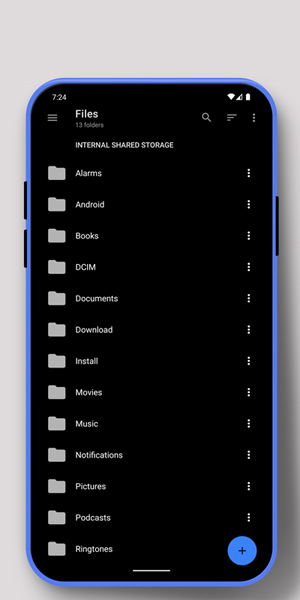 7:24
Files
13 folders
INTERNAL SHARED STORAGE
Alarms
Android
Books
DCIM
Documents
Download
Install
Movies
Music
Notifications
Pictures
Podcasts
Ringtones